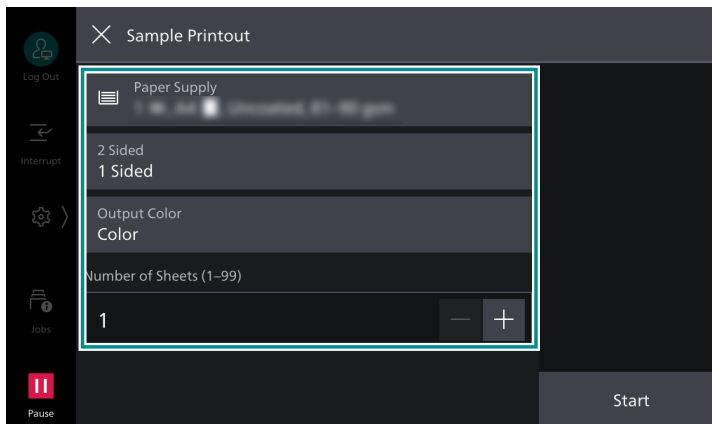 Sample Printout
Log Out
Paper Supply
Interrupt
2 Sided
1 Sided
Output Color
Color
Number of Sheets (1–99)
1
Jobs
Pause
Start